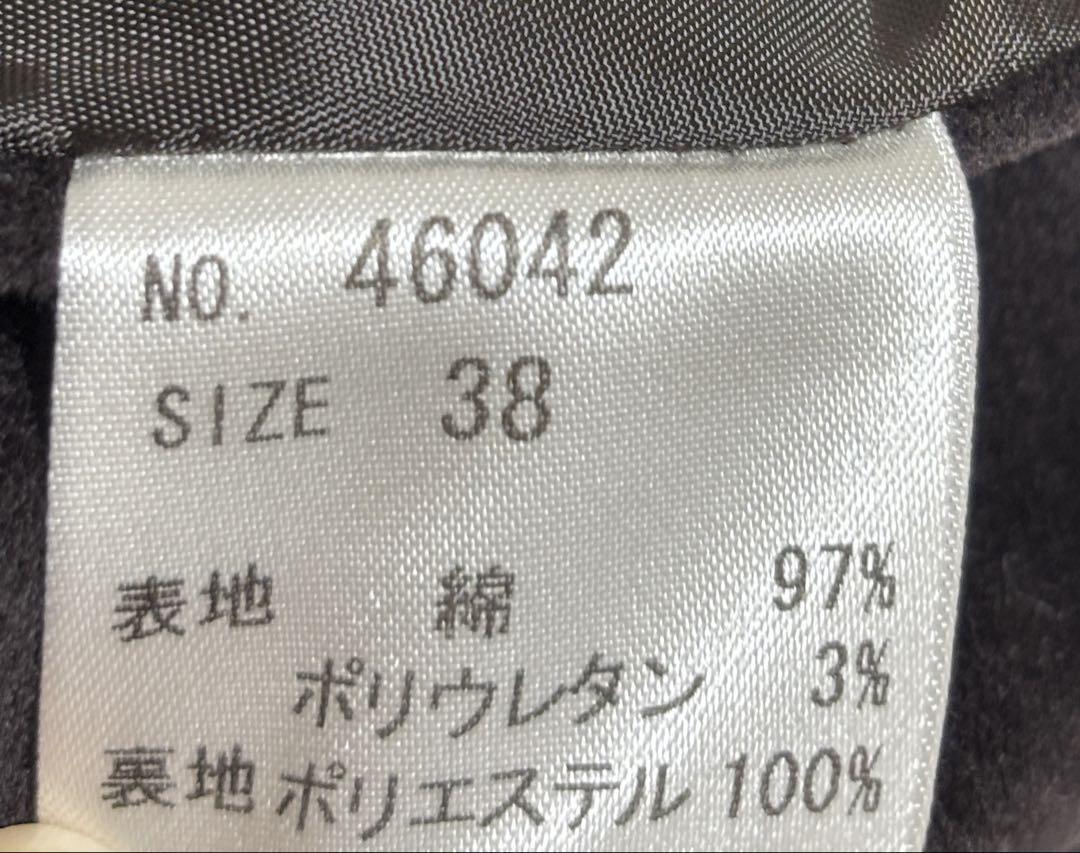 NO. 46042
SIZE 38
表地 綿 97%
ポリウレタン 3%
裏地 ポリエステル 100%